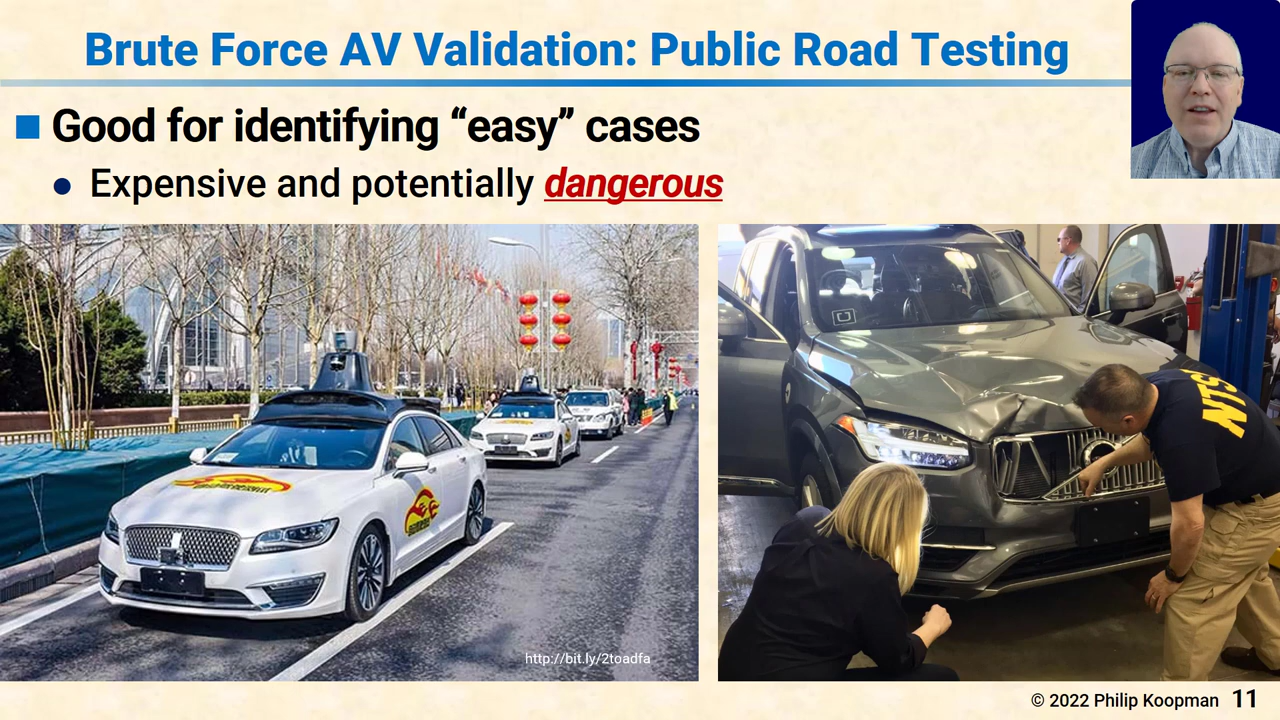 Brute Force AV Validation: Public Road Testing
Good for identifying “easy” cases
Expensive and potentially dangerous
NTSB
http://bit.ly/2toadfa
© 2022 Philip Koopman 11